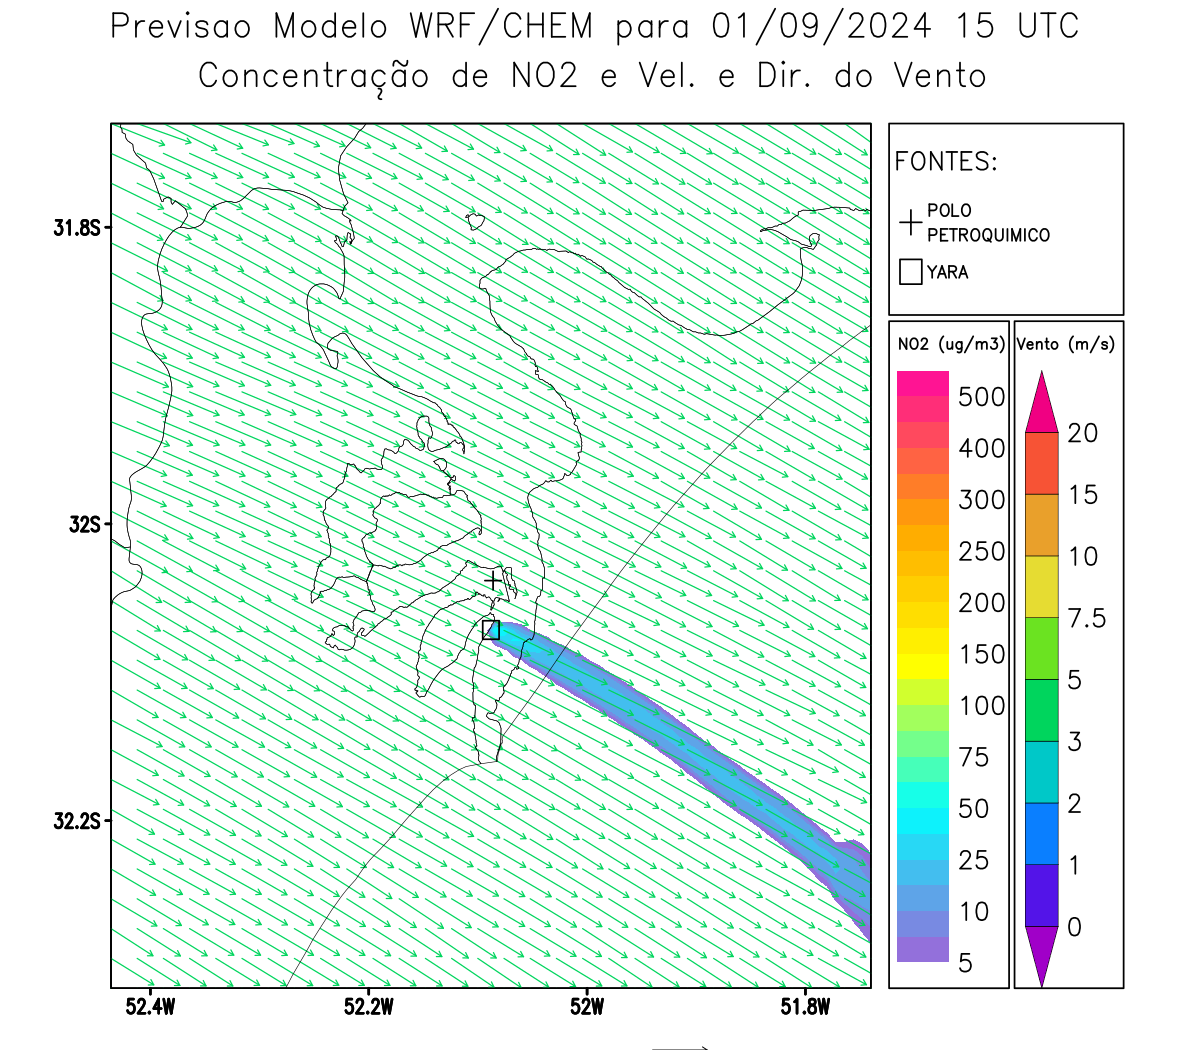 Previsao Modelo WRF/CHEM para 01/09/2024 15 UTC
Concentração de NO2 e Vel. e Dir. do Vento
FONTES:
POLO
PETROQUIMICO
YARA
NO2 (ug/m3)
500
400
300
250
200
150
100
75
50
25
10
5
Vento (m/s)
20
15
10
7.5
5
3
2
1
0
31.8S
32S
32.2S
52.4W
52.2W
52W
51.8W